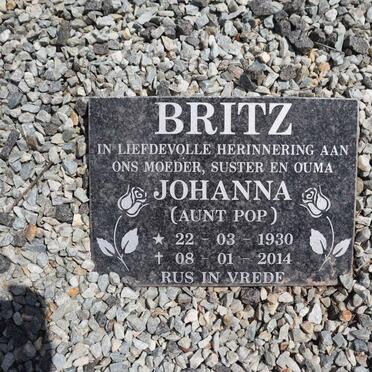 BRITZ
IN LIEFDEVOLLE HERINNERING AAN
ONS MOEDER, SUSTER EN OUMA
JOHANNA
(AUNT POP)
★ 22 - 03 - 1930
✝ 08 - 01 - 2014
RUS IN VREDE